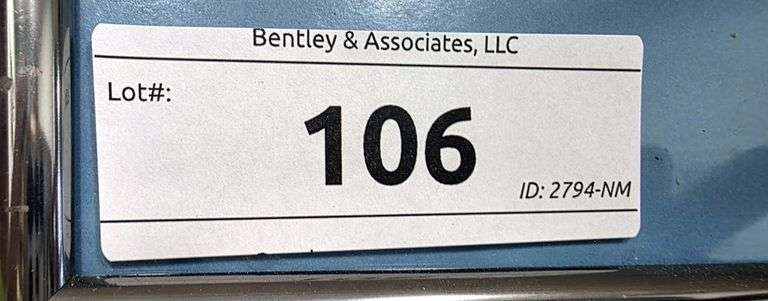 Bentley & Associates, LLC
Lot#:
106
ID: 2794-NM